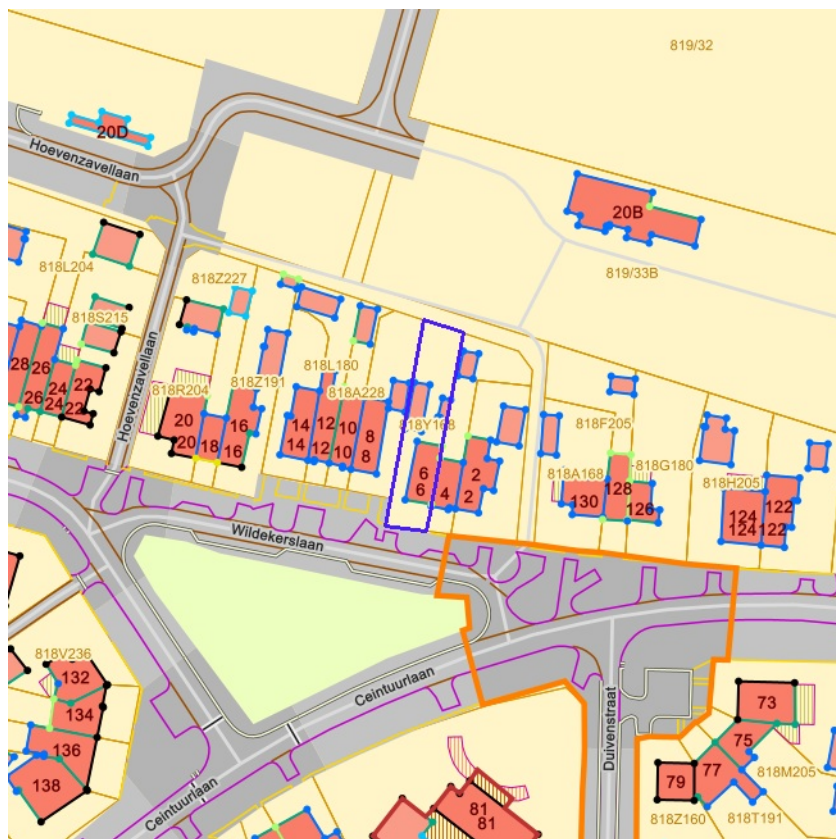 819/32
20D
Hoevenzavellaan
20B
819/33B
818L204
818Z227
818S215
818L180
28
26
24
22
26
24
22
Hoevenzavellaan
818R204
818Z191
818A228
818Y168
20
20
18
16
16
14
14
12
12
10
10
8
8
6
6
4
2
2
818F205
818A168
818G180
818H205
130
128
126
124
124
122
122
Wildekerslaan
818V236
132
134
136
138
Ceintuurlaan
Ceintuurlaan
Duivenstraat
73
75
77
79
818M205
818Z160
818T191
81
81